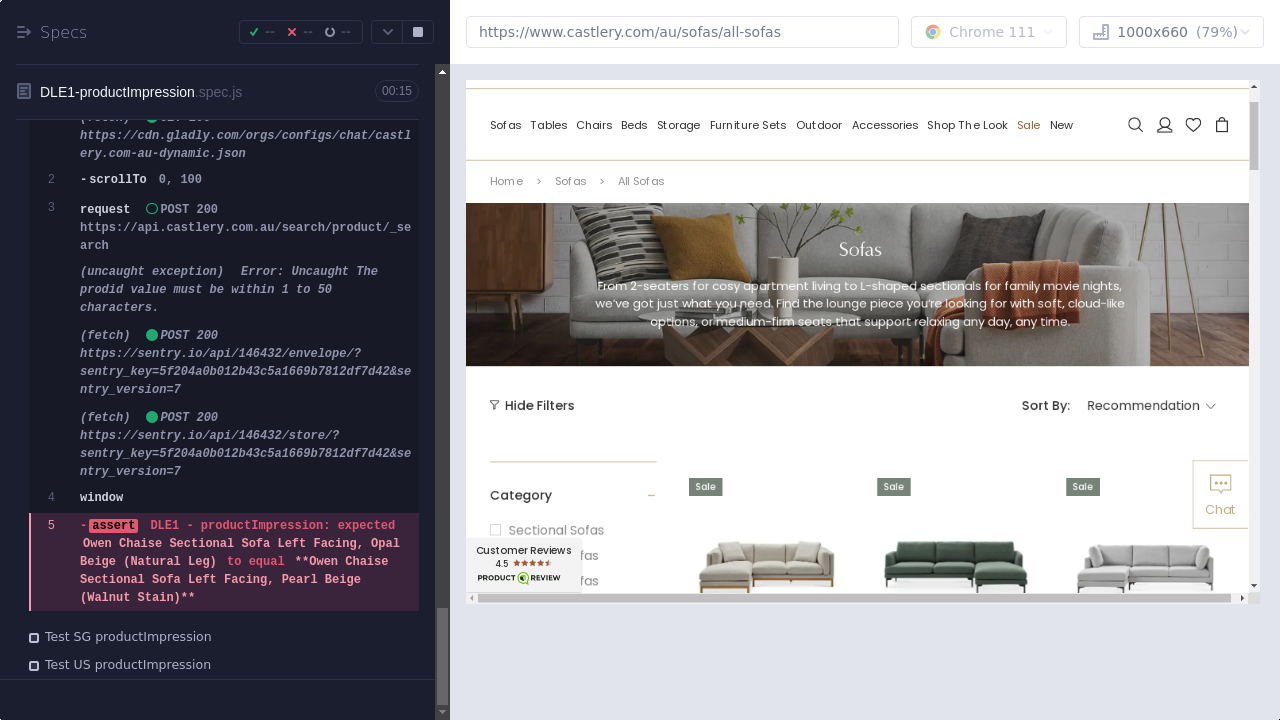 Specs
--
--
--
https://www.castlery.com/au/sofas/all-sofas
Chrome 111
1000x660 (79%)
DLE1-productImpression.spec.js
00:15
https://cdn.gladly.com/orgs/configs/chat/castl
ery.com-au-dynamic.json
2 -scrollTo 0, 100
3 request POST 200
https://api.castlery.com.au/search/product/_se
arch
(uncaught exception) Error: Uncaught The
prodid value must be within 1 to 50
characters.
(fetch) POST 200
https://sentry.io/api/146432/envelope/?
sentry_key=5f204a0b012b43c5a1669b7812df7d42&se
ntry_version=7
(fetch) POST 200
https://sentry.io/api/146432/store/?
sentry_key=5f204a0b012b43c5a1669b7812df7d42&se
ntry_version=7
4 window
5 -assert DLE1 - productImpression: expected
Owen Chaise Sectional Sofa Left Facing, Opal
Beige (Natural Leg) to equal **Owen Chaise
Sectional Sofa Left Facing, Pearl Beige
(Walnut Stain)**
Test SG productImpression
Test US productImpression
Sofas Tables Chairs Beds Storage Furniture Sets Outdoor Accessories Shop The Look Sale New
Home > Sofas > All Sofas
Sofas
From 2-seaters for cosy apartment living to L-shaped sectionals for family movie nights,
we've got just what you need. Find the lounge piece you're looking for with soft, cloud-like
options, or medium-firm seats that support relaxing any day, any time.
Hide Filters
Sort By: Recommendation
Category
Sectional Sofas
fas
fas
Sale
Sale
Sale
Chat
Customer Reviews
4.5
PRODUCT REVIEW